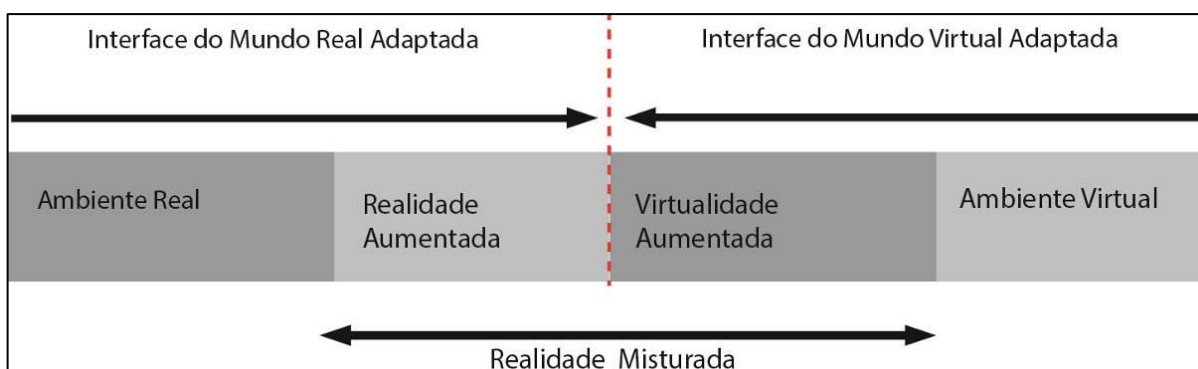 Interface do Mundo Real Adaptada
Interface do Mundo Virtual Adaptada
Ambiente Real
Realidade
Aumentada
Virtualidade
Aumentada
Ambiente Virtual
Realidade Misturada